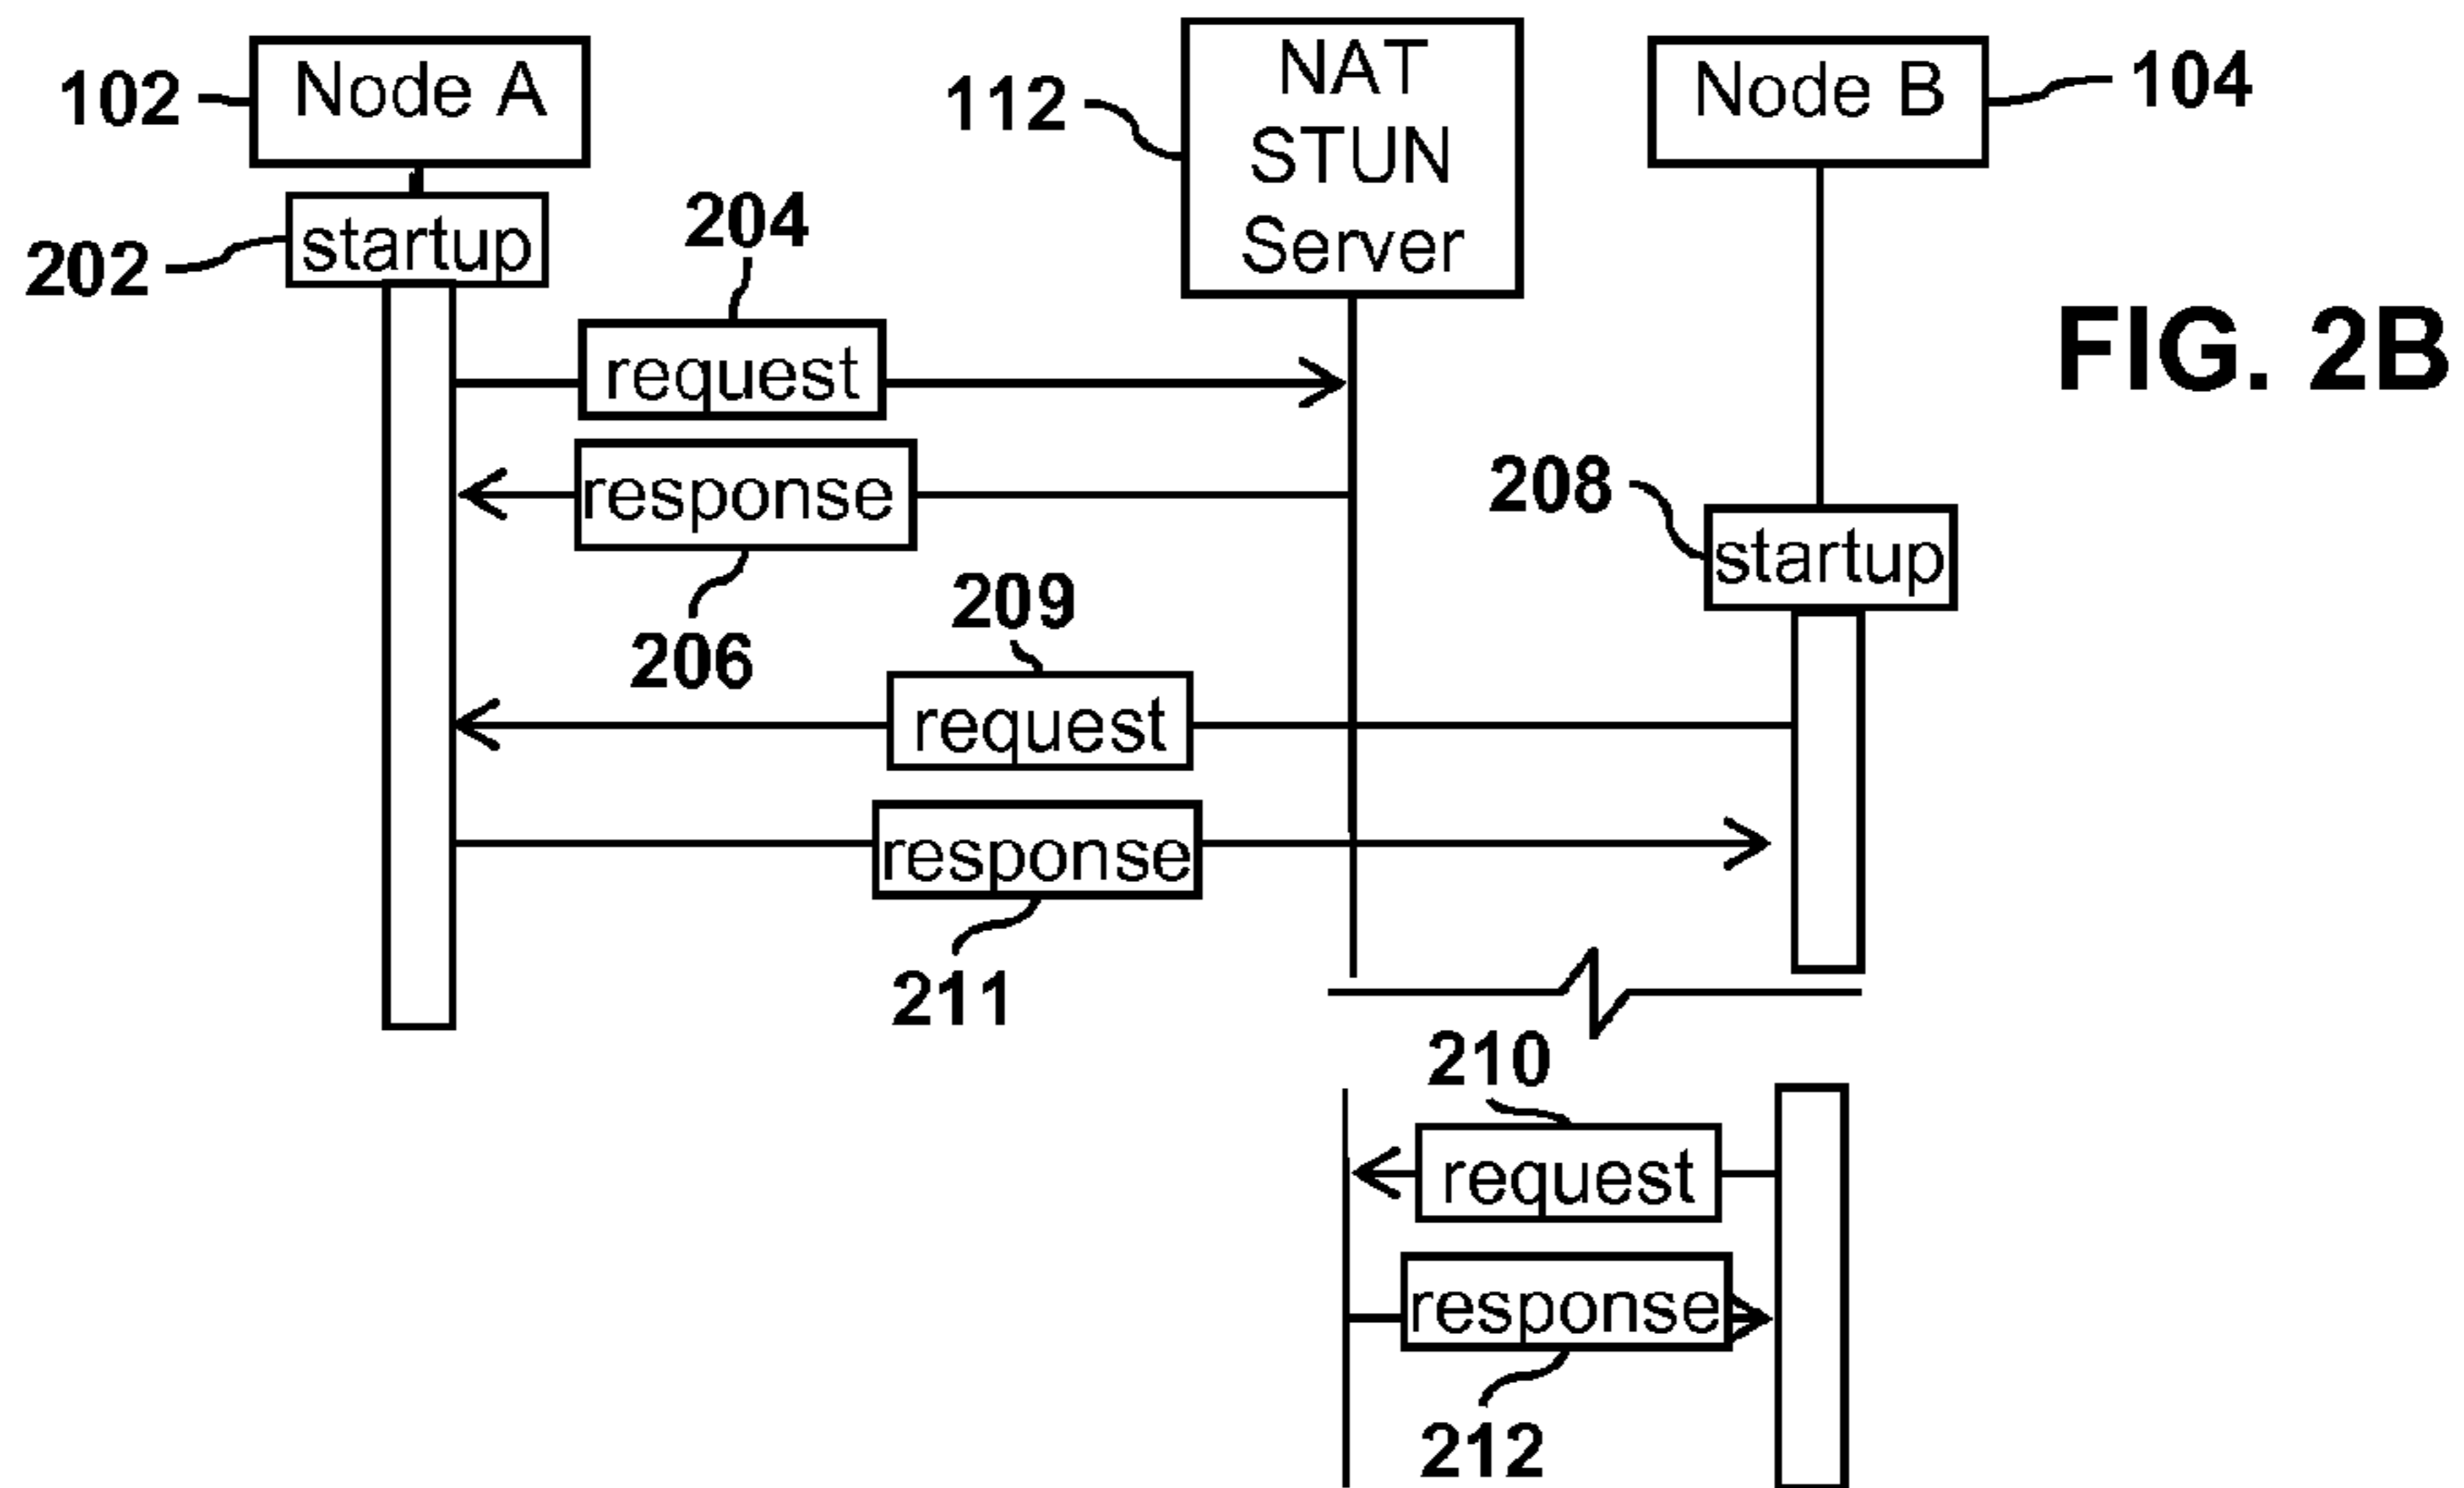 102
Node A
112
NAT
STUN
Server
Node B
104
202
startup
204
FIG. 2B
request
response
208
startup
206
209
request
response
211
210
request
response
212